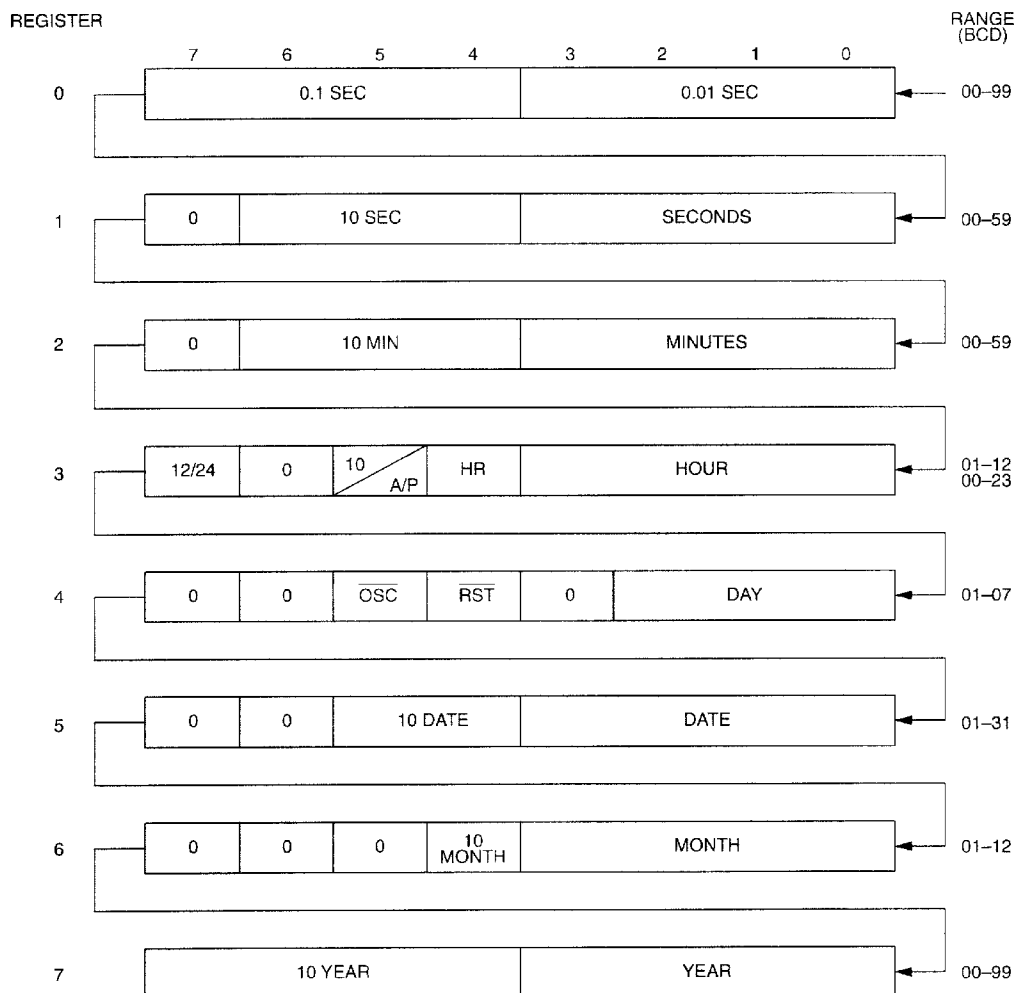 REGISTER
RANGE
(BCD)
7 6 5 4 3 2 1 0
0 0.1 SEC 0.01 SEC 00–99
1 0 10 SEC SECONDS 00–59
2 0 10 MIN MINUTES 00–59
3 12/24 0 10 A/P HR HOUR 01–12
00–23
4 0 0 OSC RST 0 DAY 01–07
5 0 0 10 DATE DATE 01–31
6 0 0 0 10 MONTH MONTH 01–12
7 10 YEAR YEAR 00–99